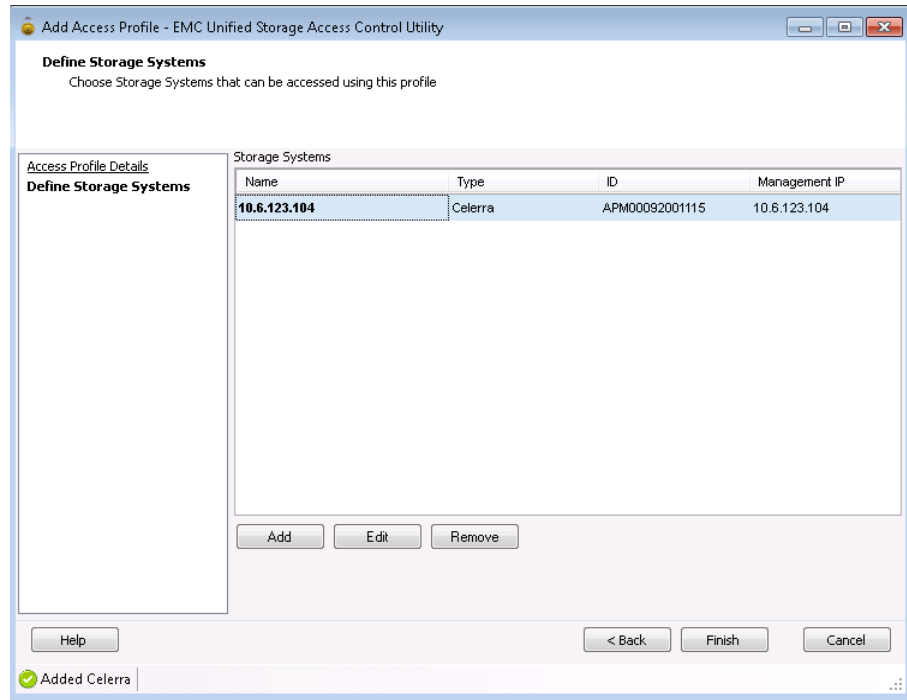 Add Access Profile - EMC Unified Storage Access Control Utility
Define Storage Systems
Choose Storage Systems that can be accessed using this profile
Access Profile Details
Define Storage Systems
Storage Systems
Name Type ID Management IP
10.6.123.104 Celerra APM00092001115 10.6.123.104
Add Edit Remove
Help < Back Finish Cancel
Added Celerra